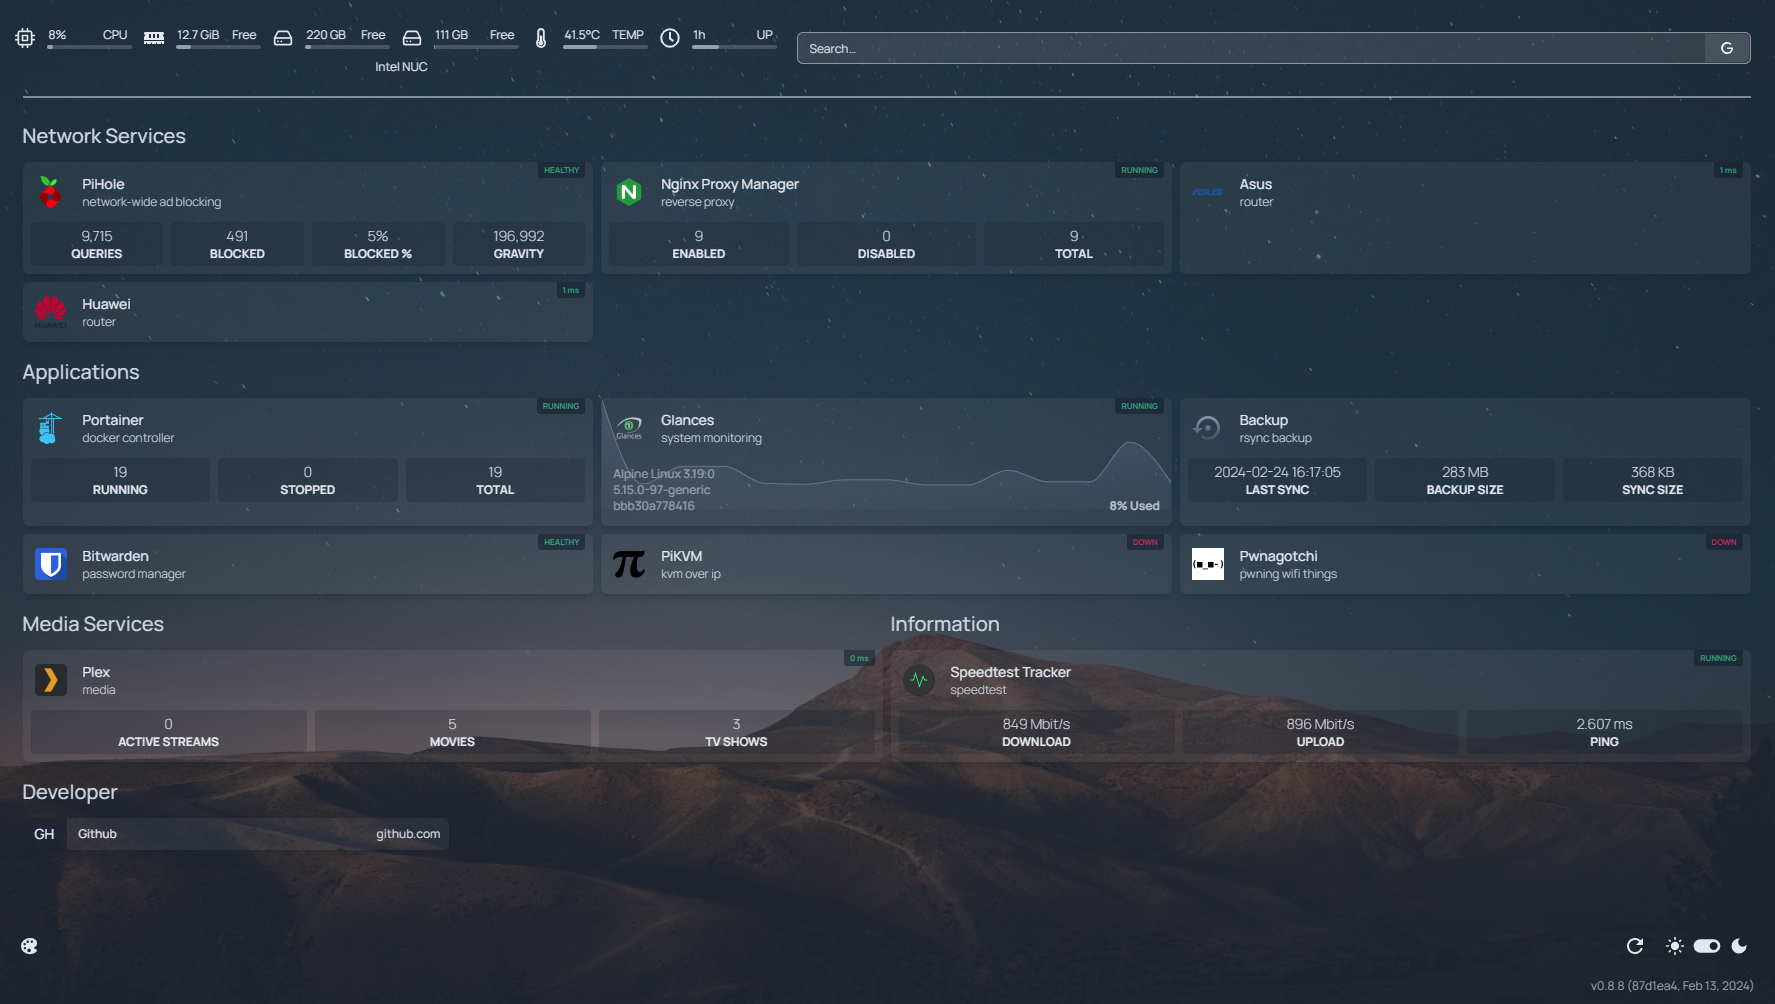 8% CPU 12.7 GiB Free 220 GB Free 111 GB Free 41.5°C TEMP 1h UP
Intel NUC
Search... G
Network Services
HEALTHY
PiHole
network-wide ad blocking
9,715 491 5% 196,992
QUERIES BLOCKED BLOCKED % GRAVITY
RUNNING
Nginx Proxy Manager
reverse proxy
9 0 9
ENABLED DISABLED TOTAL
1 ms
ASUS
Asus
router
1 ms
HUAWEI
Huawei
router
Applications
RUNNING
Portainer
docker controller
19 0 19
RUNNING STOPPED TOTAL
RUNNING
Glances
Glances
system monitoring
Alpine Linux 3.19.0
5.15.0-97-generic
bbb30a778416
8% Used
Backup
rsync backup
2024-02-24 16:17:05 283 MB 368 KB
LAST SYNC BACKUP SIZE SYNC SIZE
HEALTHY
Bitwarden
password manager
DOWN
π
PiKVM
kvm over ip
DOWN
Pwnagotchi
pwning wifi things
Media Services
0 ms
Plex
media
0 5 3
ACTIVE STREAMS MOVIES TV SHOWS
Information
RUNNING
Speedtest Tracker
speedtest
849 Mbit/s 896 Mbit/s 2.607 ms
DOWNLOAD UPLOAD PING
Developer
GH Github github.com
v0.8.8 (87d1ea4, Feb 13, 2024)